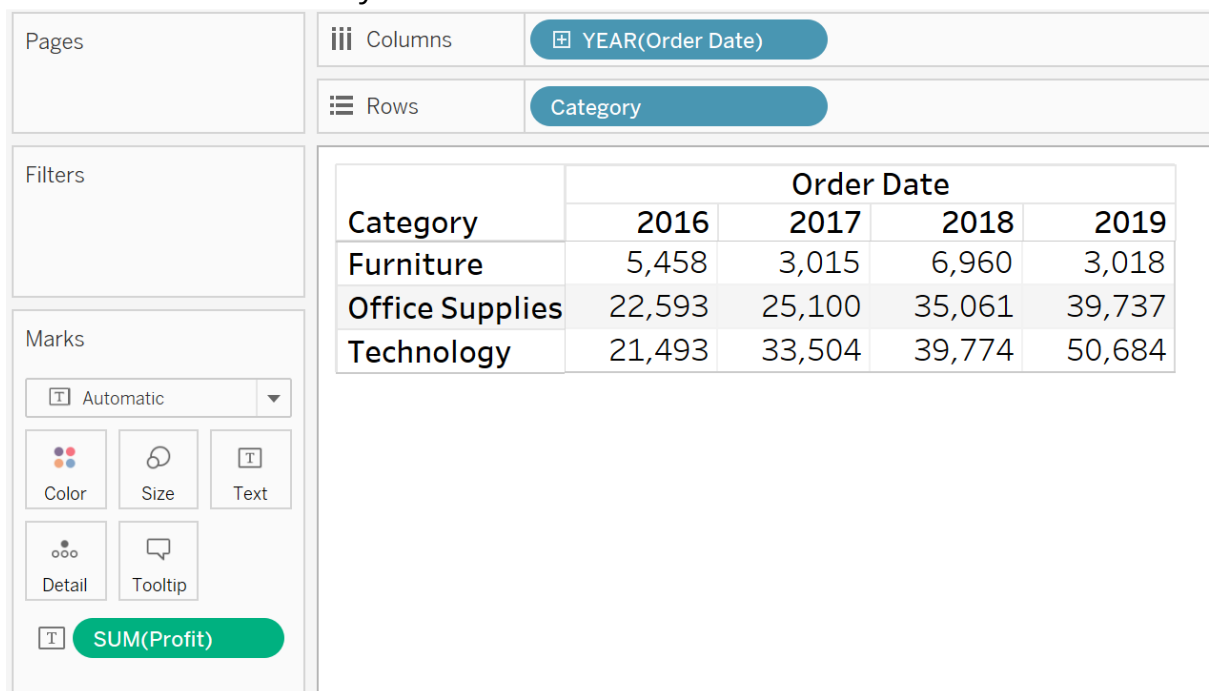 Pages
Columns
YEAR(Order Date)
Rows
Category
Filters
Order Date
Category 2016 2017 2018 2019
Furniture 5,458 3,015 6,960 3,018
Office Supplies 22,593 25,100 35,061 39,737
Technology 21,493 33,504 39,774 50,684
Marks
T Automatic
Color Size T Text
Detail Tooltip
T SUM(Profit)